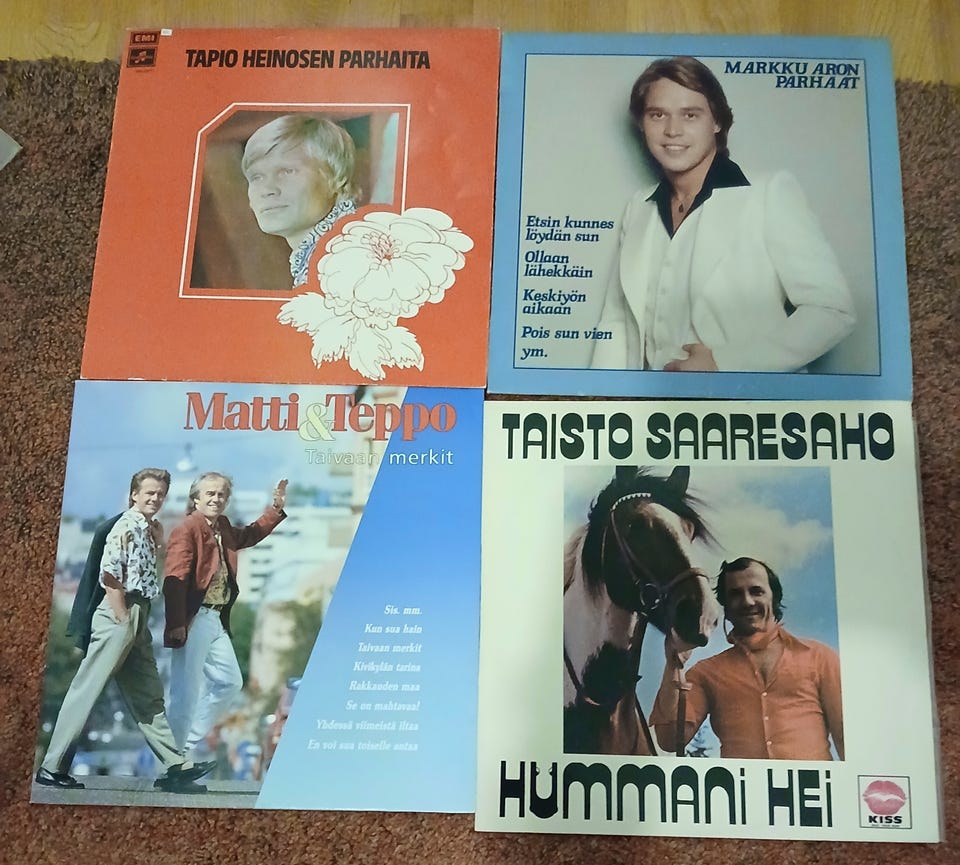 EMI
TAPIO HEINOSEN PARHAITA
MARKKU ARON
PARHAAT
Etsin kunnes
löydän sun
Ollaan
lähekkäin
Keskiyön
aikaan
Pois sun vien
ym.
Matti & Teppo
Taivaan merkit
Sis. mm.
Kun sua hain
Taivaan merkit
Kivikylän tarina
Rakkauden maa
Se on mahtavaa!
Yhdessä viimeistä iltaa
En voi sua toiselle antaa
TAISTO SAARESAHO
HÜMMANI HEI
KISS